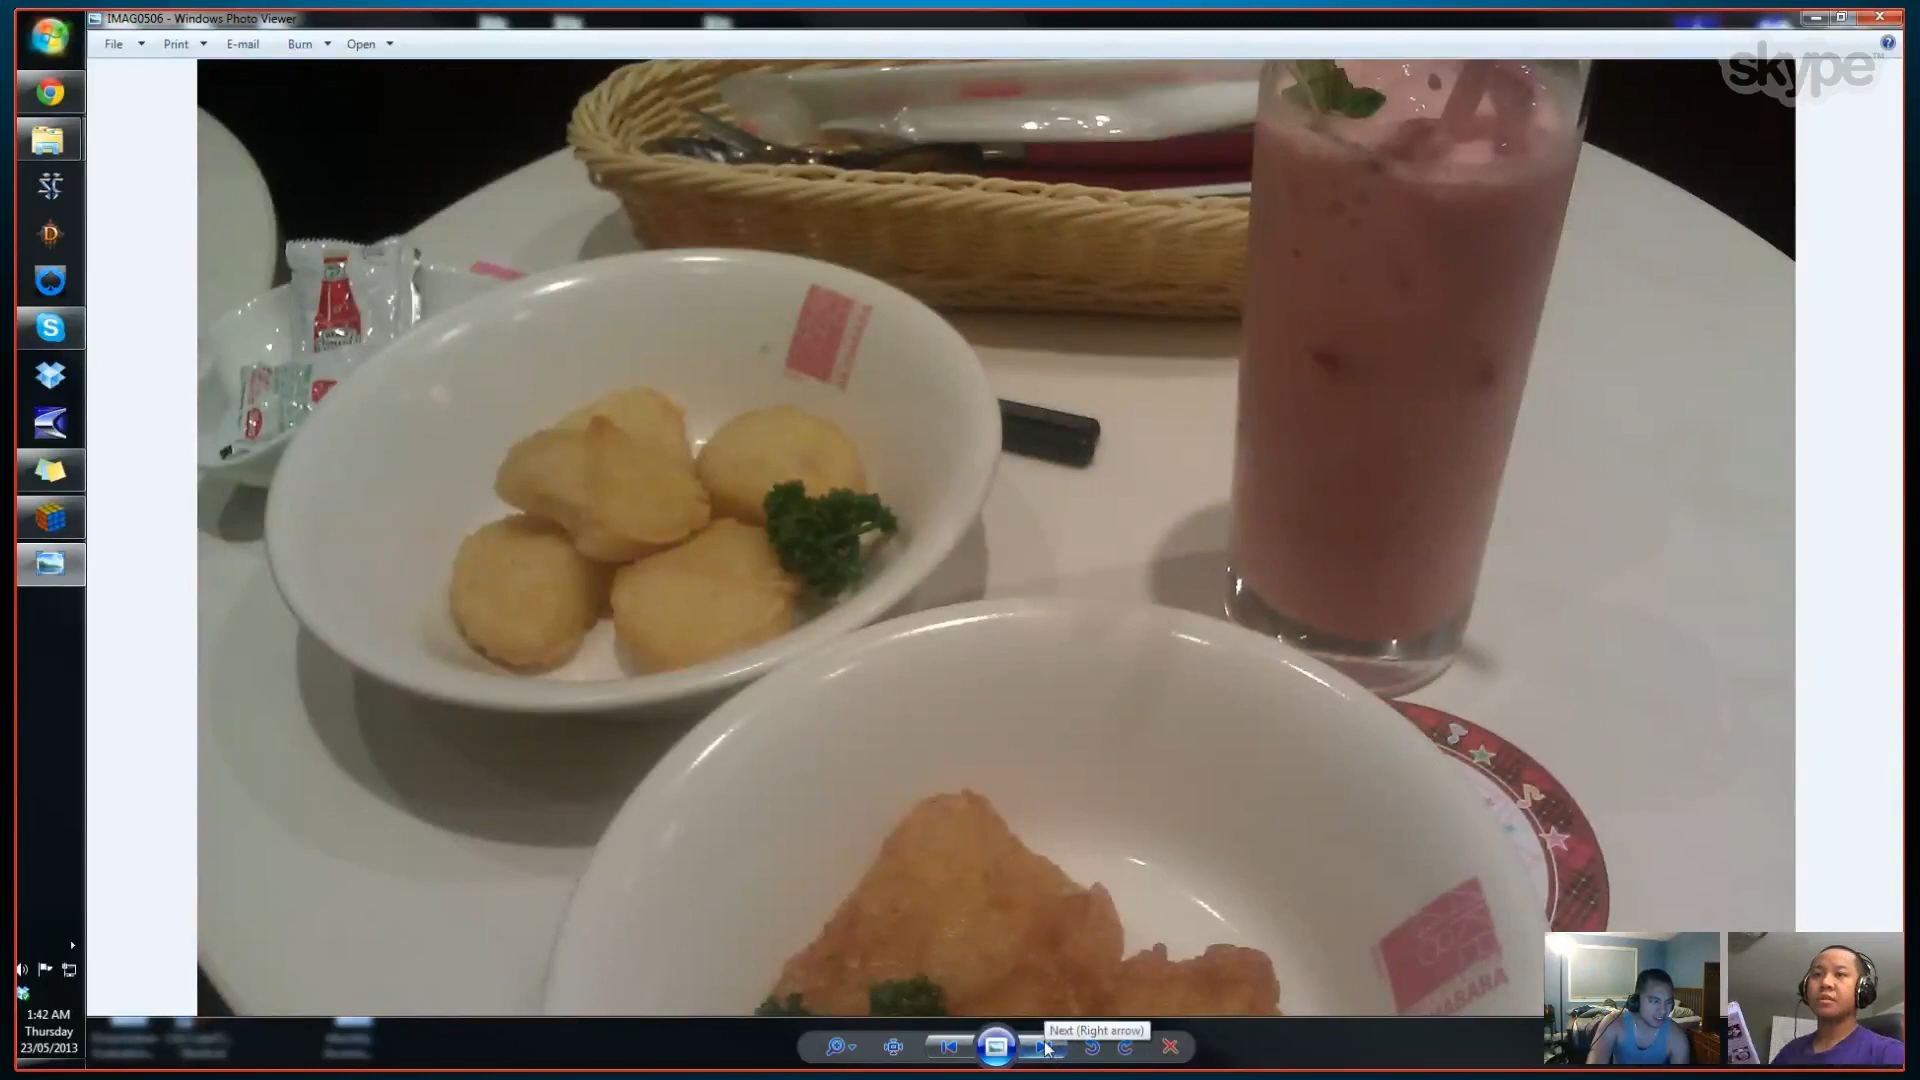 IMAG0506 - Windows Photo Viewer
File
Print
E-mail
Burn
Open
skype™
1:42 AM
Thursday
23/05/2013
Next (Right arrow)